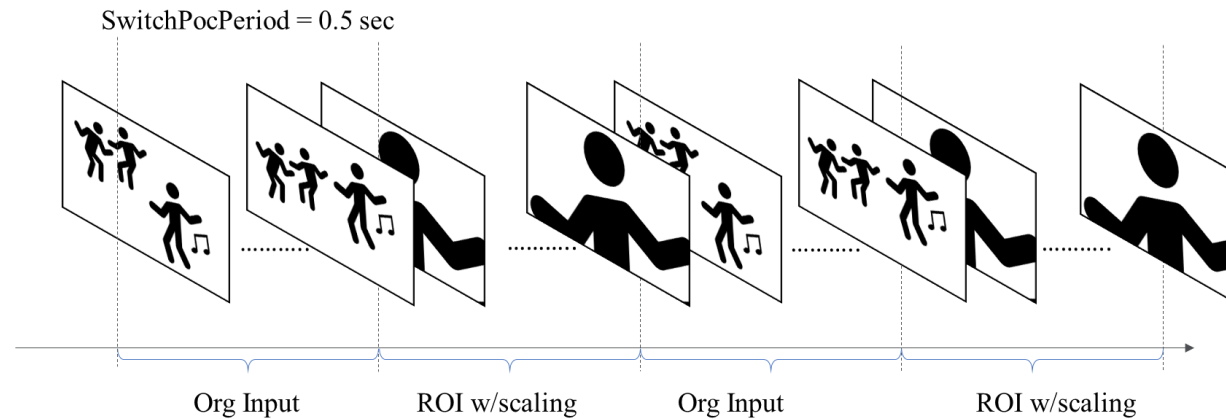 SwitchPocPeriod = 0.5 sec
Org Input
ROI w/scaling
Org Input
ROI w/scaling